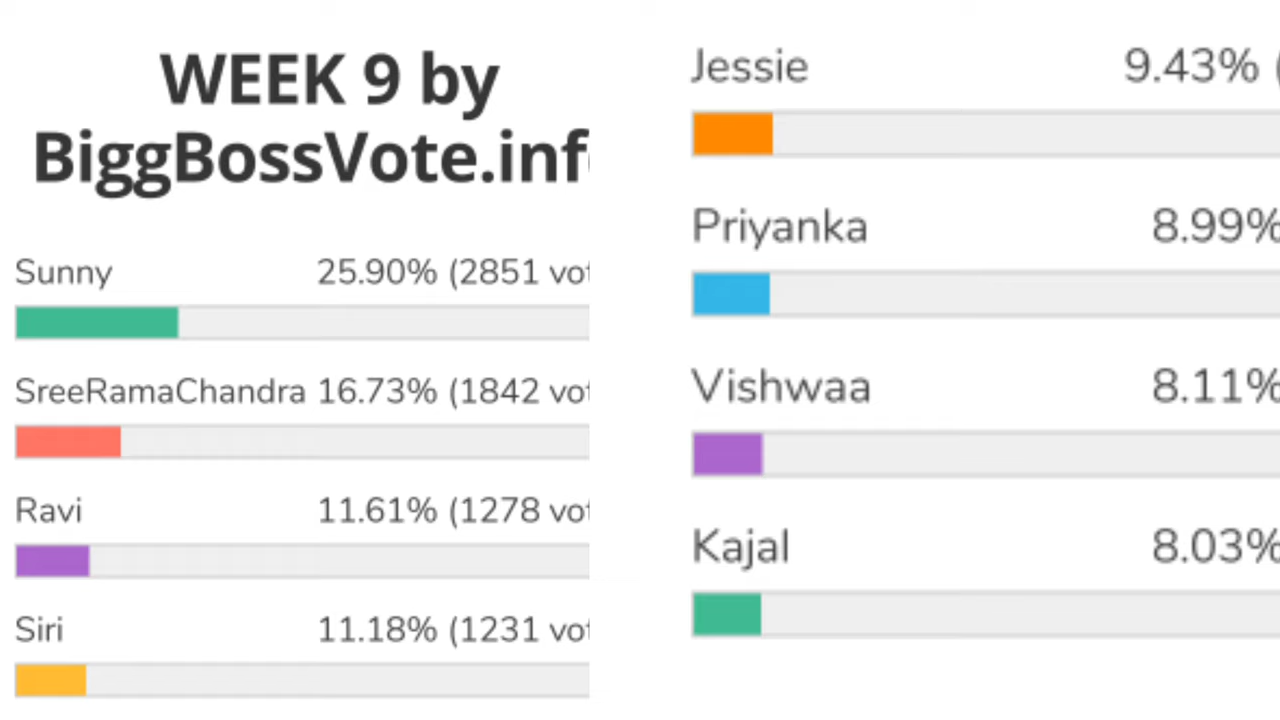 WEEK 9 by
BiggBossVote.inf
Sunny 25.90% (2851 vo
SreeRamaChandra 16.73% (1842 vo
Ravi 11.61% (1278 vo
Siri 11.18% (1231 vo
Jessie 9.43% (
Priyanka 8.99%
Vishwaa 8.11%
Kajal 8.03%